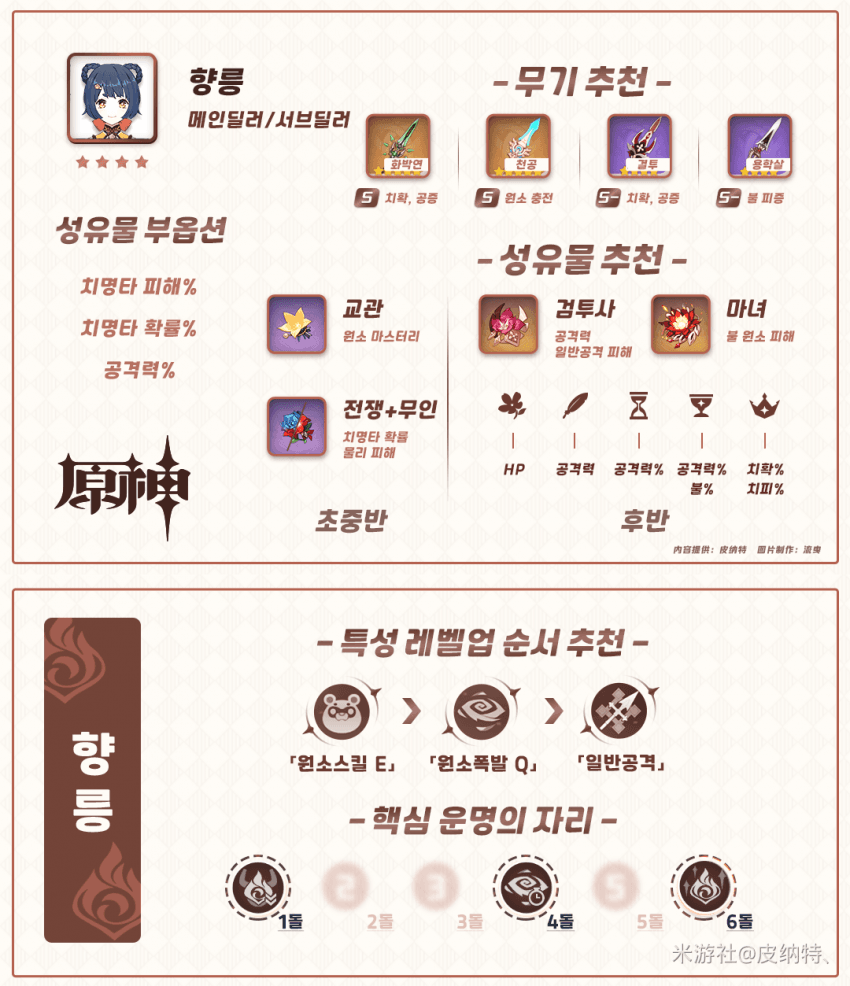 향릉
메인딜러/서브딜러
- 무기 추천 -
화박연
천공
결투
용학살
S 치확, 공증
S 원소 충전
S- 치확, 공증
S- 불 피증
성유물 부옵션
치명타 피해%
치명타 확률%
공격력%
- 성유물 추천 -
교관
원소 마스터리
전쟁+무인
치명타 확률
물리 피해
초중반
검투사
공격력
일반공격 피해
마녀
불 원소 피해
HP
공격력
공격력%
공격력%
불%
치확%
치피%
후반
原神
内容提供：皮纳特 图片制作：流曳
향릉
- 특성 레벨업 순서 추천 -
「원소스킬 E」
「원소폭발 Q」
「일반공격」
- 핵심 운명의 자리 -
2
3
5
1돌
2돌
3돌
4돌
5돌
6돌
米游社@皮纳特、